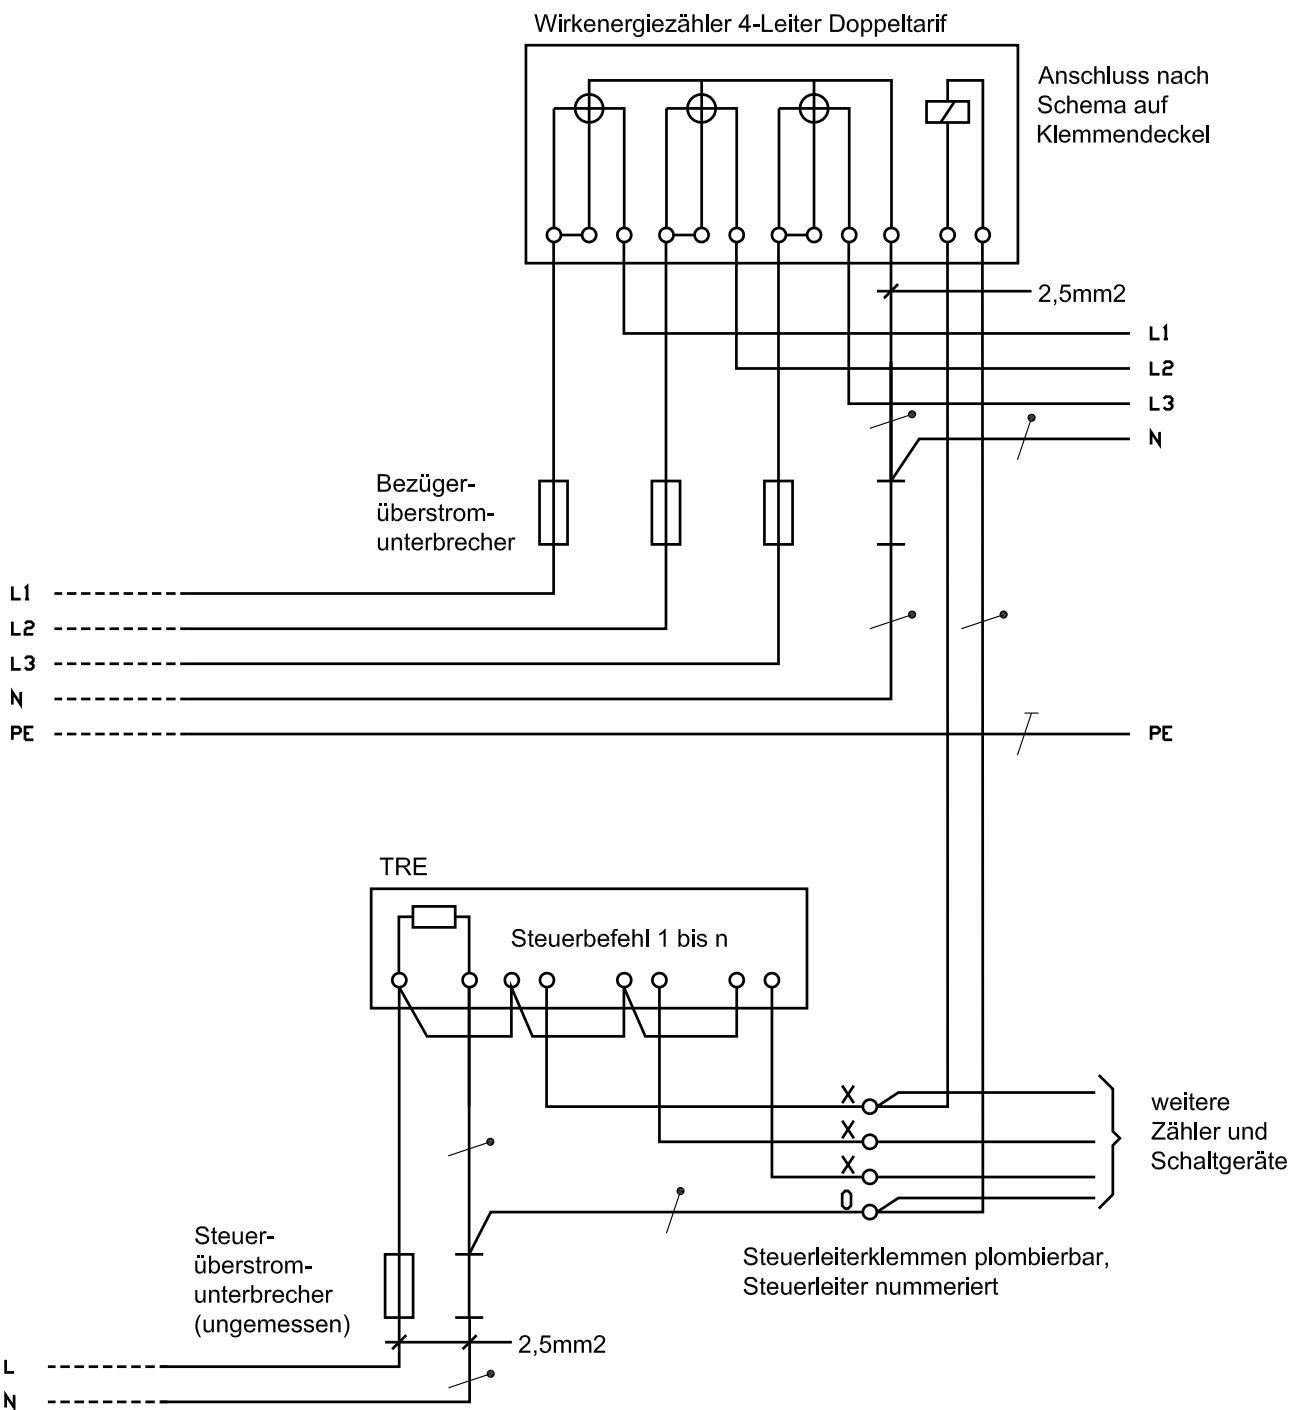 Wirkenergiezähler 4-Leiter Doppeltarif
Anschluss nach
Schema auf
Klemmendeckel
2,5mm2
L1
L2
L3
N
Bezüger-
überstrom-
unterbrecher
L1
L2
L3
N
PE
PE
TRE
Steuerbefehl 1 bis n
X
X
X
0
weitere
Zähler und
Schaltgeräte
Steuer-
überstrom-
unterbrecher
(ungemessen)
Steuerleiterklemmen plombierbar,
Steuerleiter nummeriert
2,5mm2
L
N